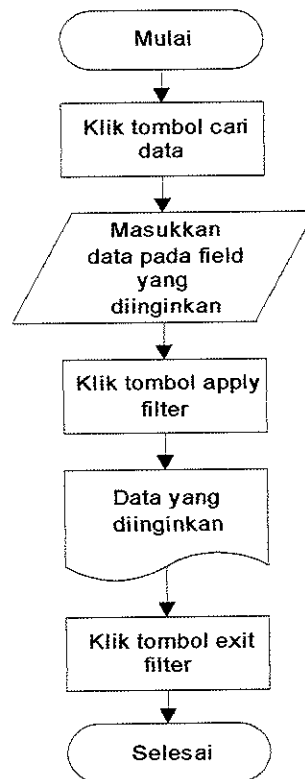 Mulai
Klik tombol cari
data
Masukkan
data pada field
yang
diinginkan
Klik tombol apply
filter
Data yang
diinginkan
Klik tombol exit
filter
Selesai